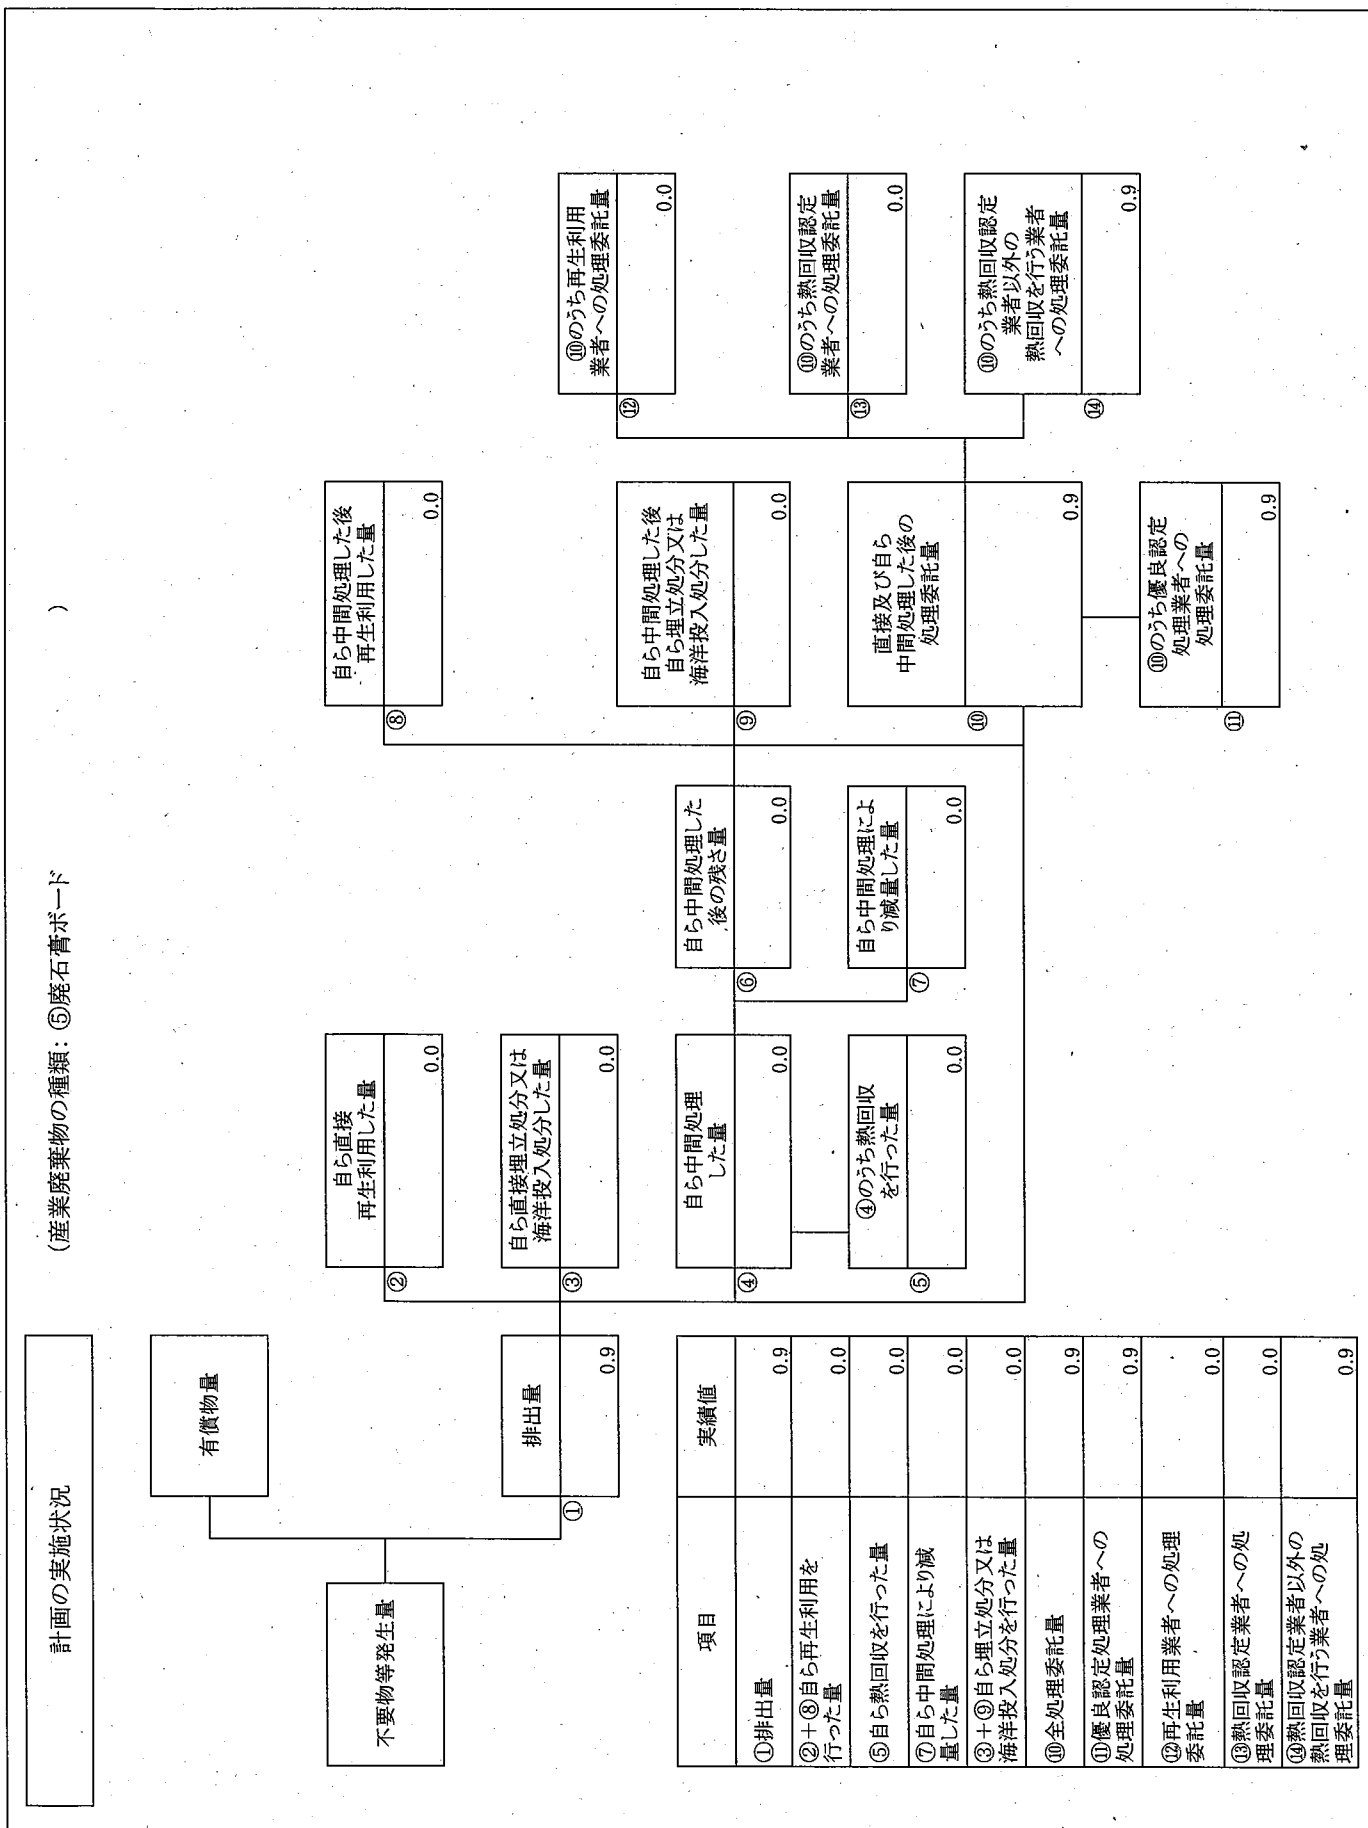 計画の実施状況
(産業廃棄物の種類：⑤廃石膏ボード　　　　　　　　)
不要物等発生量
有償物量
排出量
①
0.9
自ら直接
再生利用した量
②
0.0
自ら直接埋立処分又は
海洋投入処分した量
③
0.0
自ら中間処理
した量
④
0.0
④のうち熱回収
を行った量
⑤
0.0
自ら中間処理した
後の残さ量
⑥
0.0
自ら中間処理によ
り減量した量
⑦
0.0
自ら中間処理した後
再生利用した量
⑧
0.0
自ら中間処理した後
自ら埋立処分又は
海洋投入処分した量
⑨
0.0
直接及び自ら
中間処理した後の
処理委託量
⑩
0.9
⑩のうち優良認定
処理業者への
処理委託量
⑪
0.9
⑩のうち再生利用
業者への処理委託量
⑫
0.0
⑩のうち熱回収認定
業者への処理委託量
⑬
0.0
⑩のうち熱回収認定
業者以外の
熱回収を行う業者
への処理委託量
⑭
0.9
項目　実績値
①排出量　0.9
②＋⑧自ら再生利用を
行った量　0.0
⑤自ら熱回収を行った量　0.0
⑦自ら中間処理により減
量した量　0.0
③＋⑨自ら埋立処分又は
海洋投入処分を行った量　0.0
⑩全処理委託量　0.9
⑪優良認定処理業者への
処理委託量　0.9
⑫再生利用業者への処理
委託量　0.0
⑬熱回収認定業者への処
理委託量　0.0
⑭熱回収認定業者以外の
熱回収を行う業者への処
理委託量　0.9